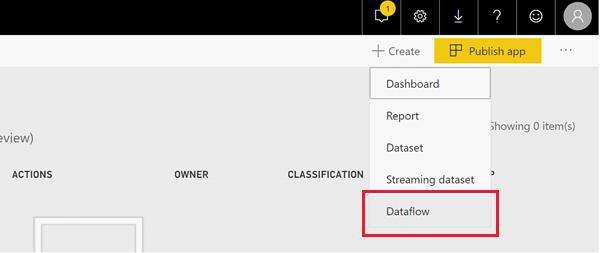 1
?
+ Create
Publish app
...
Dashboard
Report
Showing 0 item(s)
eview)
Dataset
ACTIONS
OWNER
CLASSIFICATION
Streaming dataset
P
Dataflow